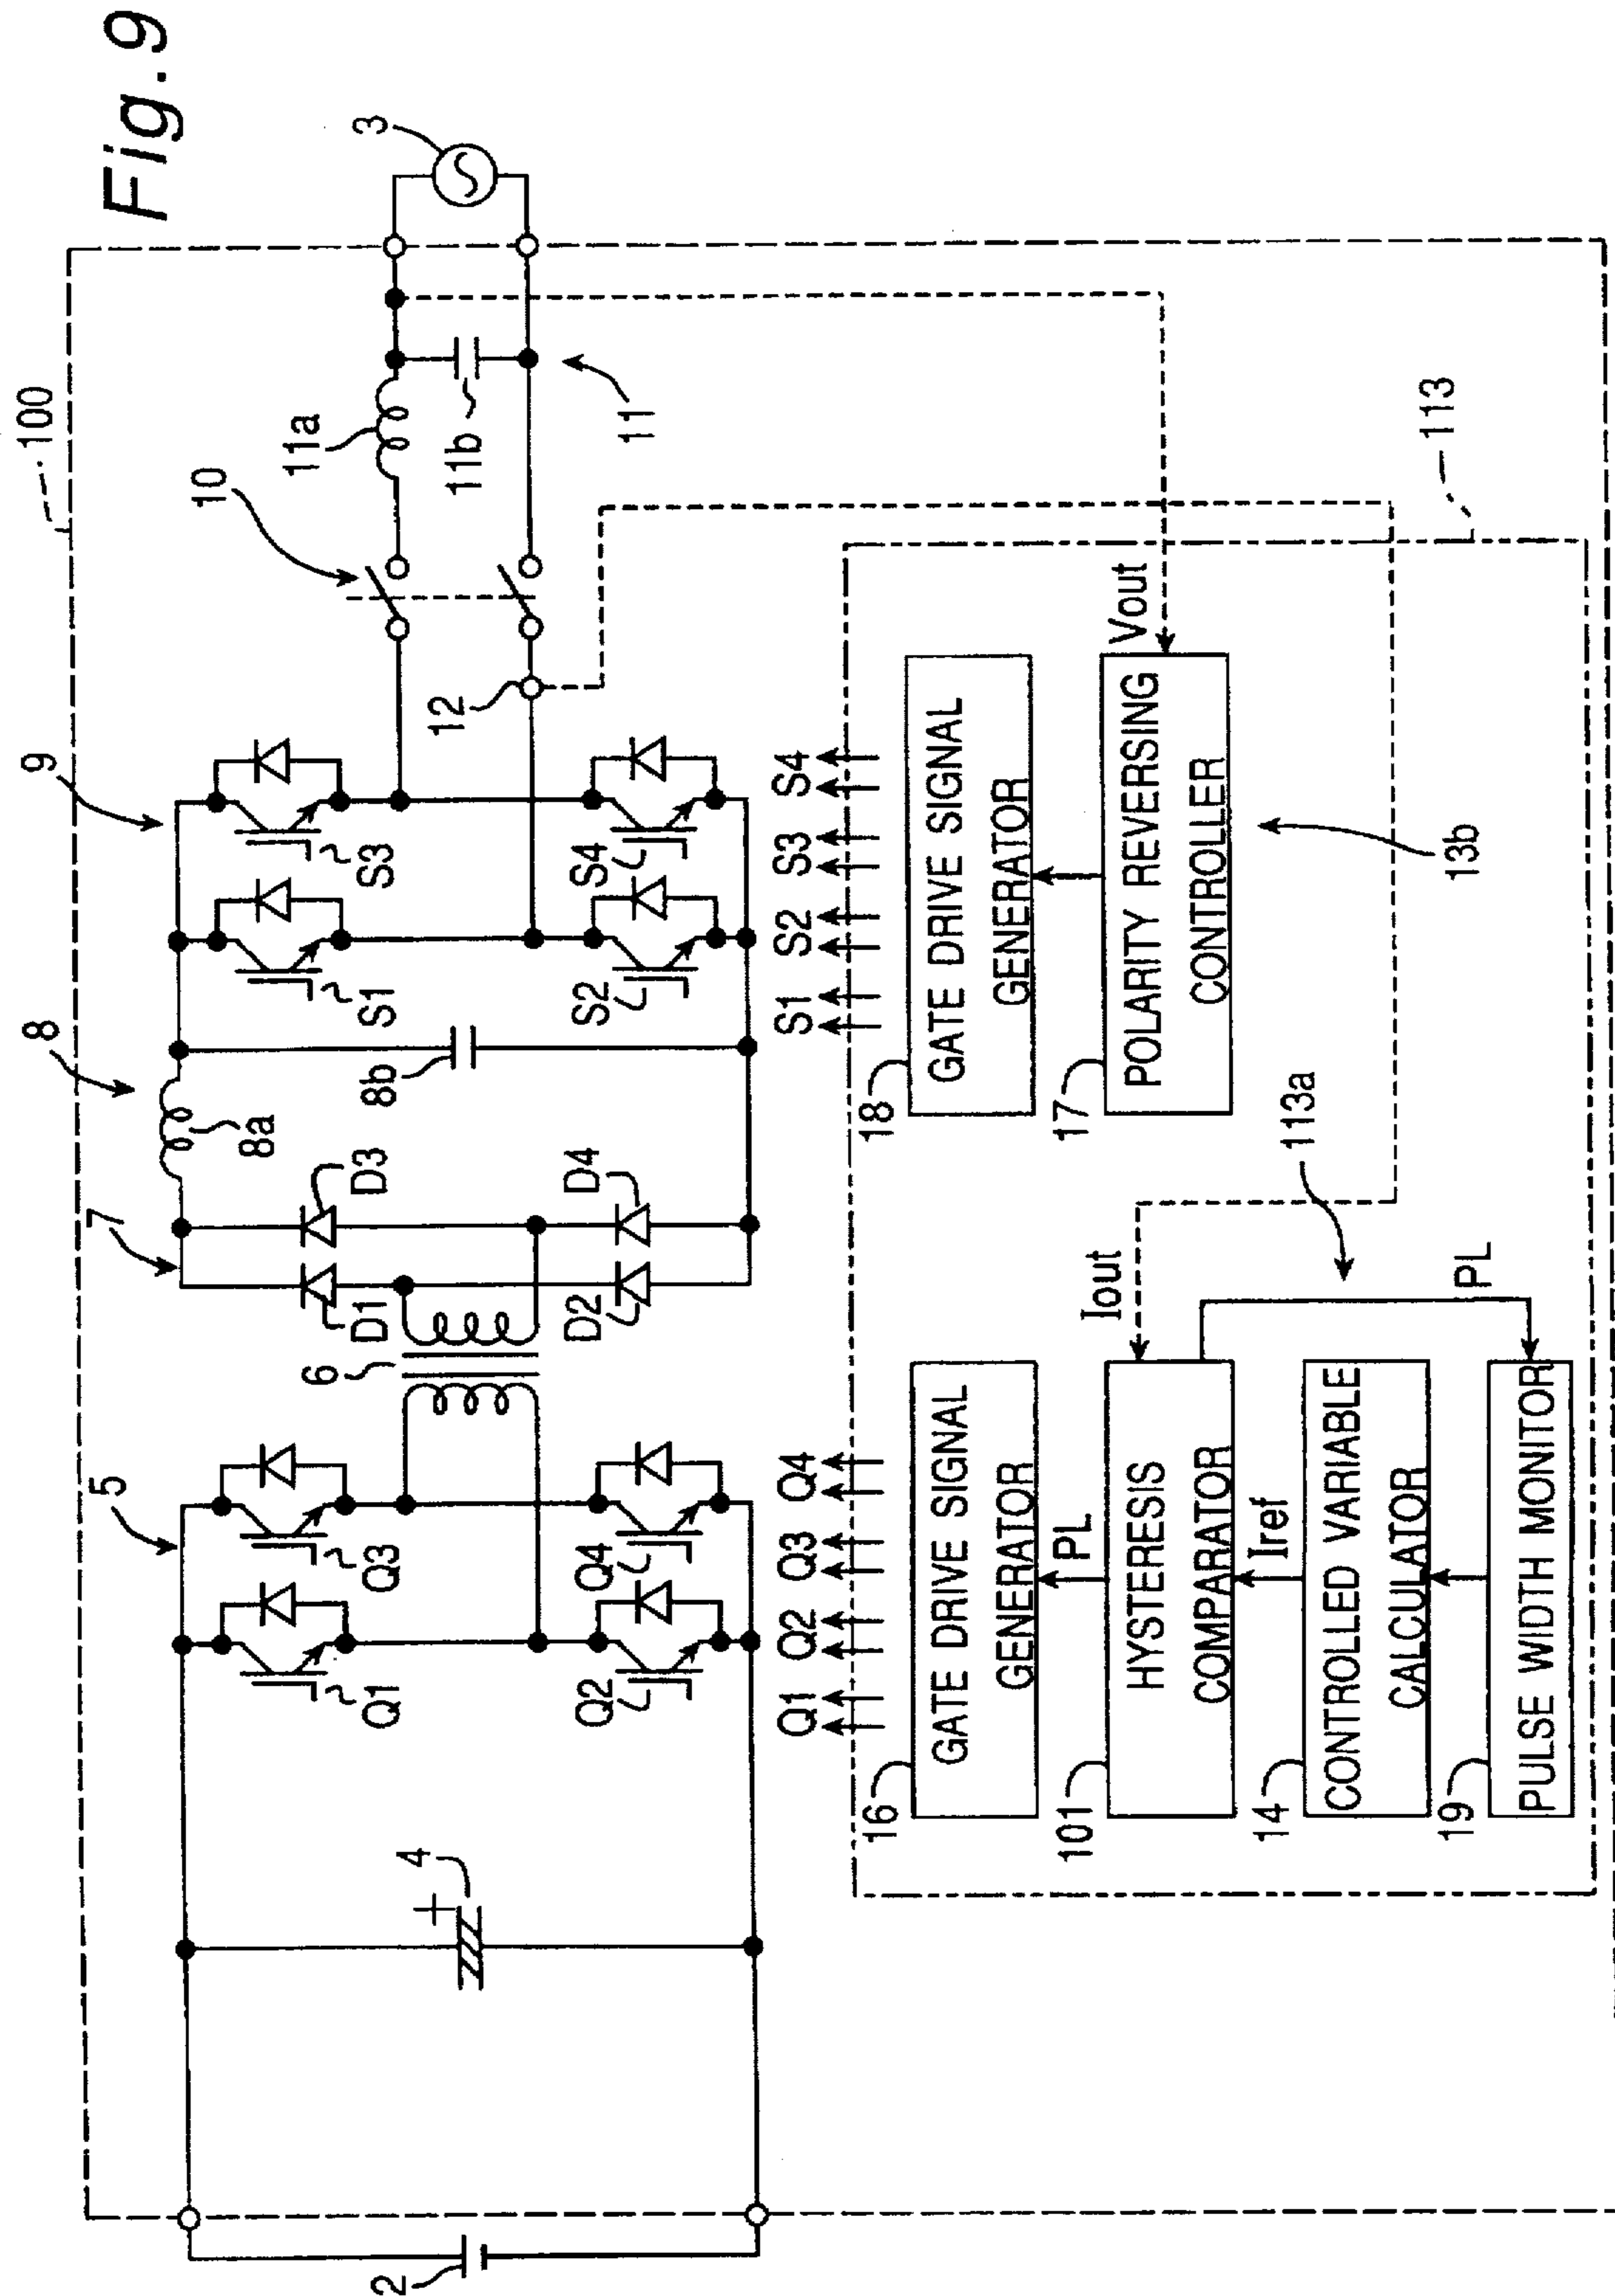 Fig.9
100
2
4
5
Q1
Q3
Q2
Q4
6
7
D1
D3
D2
D4
8
8a
8b
9
S1
S3
S2
S4
10
12
11a
11b
11
3
Q1 Q2 Q3 Q4
S1 S2 S3 S4
113
16
GATE DRIVE SIGNAL
GENERATOR
PL
101
HYSTERESIS
COMPARATOR
Iout
Iref
14
CONTROLLED VARIABLE
CALCULATOR
19
PULSE WIDTH MONITOR
PL
113a
18
GATE DRIVE SIGNAL
GENERATOR
17
POLARITY REVERSING
CONTROLLER
Vout
13b